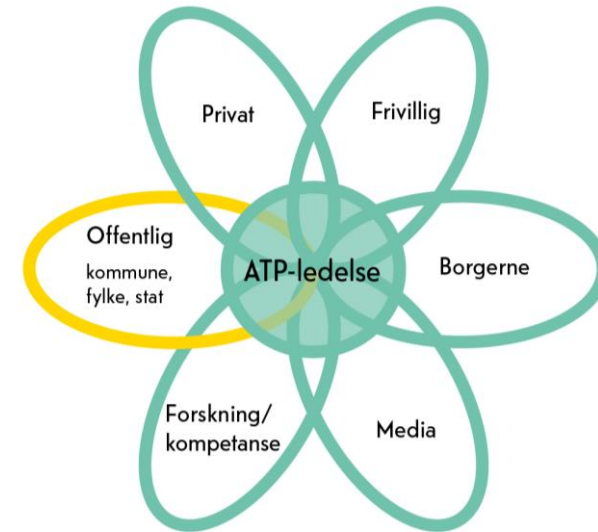 Privat
Frivillig
Offentlig
kommune,
fylke, stat
ATP-ledelse
Borgerne
Forskning/
kompetanse
Media